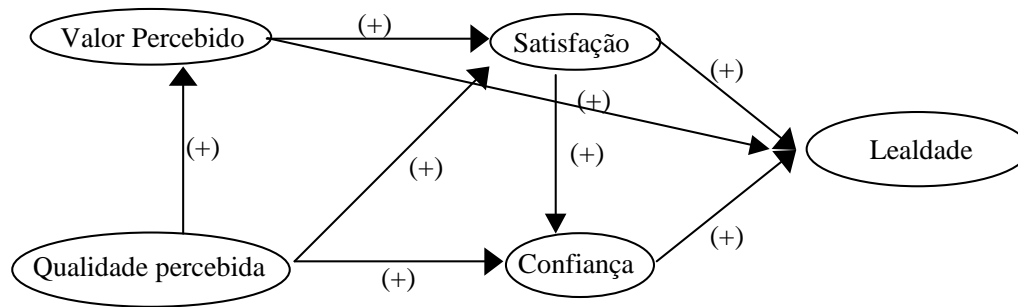 (+)
Valor Percebido
Satisfação
(+)
(+)
(+)
(+)
(+)
Lealdade
(+)
Qualidade percebida
(+)
Confiança